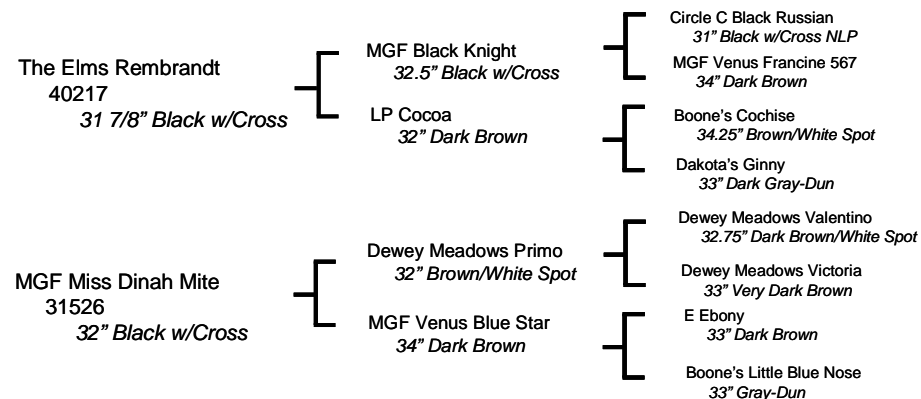 The Elms Rembrandt
40217
31 7/8” Black w/Cross
MGF Black Knight
32.5” Black w/Cross
LP Cocoa
32” Dark Brown
Circle C Black Russian
31” Black w/Cross NLP
MGF Venus Francine 567
34” Dark Brown
Boone's Cochise
34.25” Brown/White Spot
Dakota's Ginny
33” Dark Gray-Dun
MGF Miss Dinah Mite
31526
32” Black w/Cross
Dewey Meadows Primo
32” Brown/White Spot
MGF Venus Blue Star
34” Dark Brown
Dewey Meadows Valentino
32.75” Dark Brown/White Spot
Dewey Meadows Victoria
33” Very Dark Brown
E Ebony
33” Dark Brown
Boone's Little Blue Nose
33” Gray-Dun